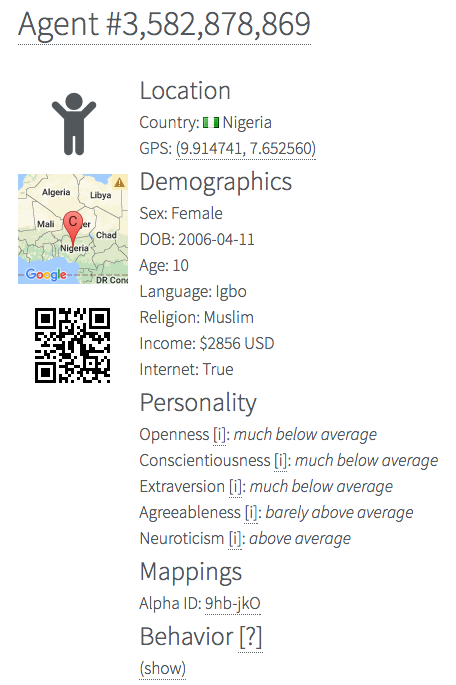 Agent #3,582,878,869
Location
Country: Nigeria
GPS: (9.914741, 7.652560)
Demographics
Sex: Female
DOB: 2006-04-11
Age: 10
Language: Igbo
Religion: Muslim
Income: $2856 USD
Internet: True
Personality
Openness [i]: much below average
Conscientiousness [i]: much below average
Extraversion [i]: much below average
Agreeableness [i]: barely above average
Neuroticism [i]: above average
Mappings
Alpha ID: 9hb-jkO
Behavior [?]
(show)
Algeria
Libya
Mali
C
er
Chad
Nigeria
Google
DR Con